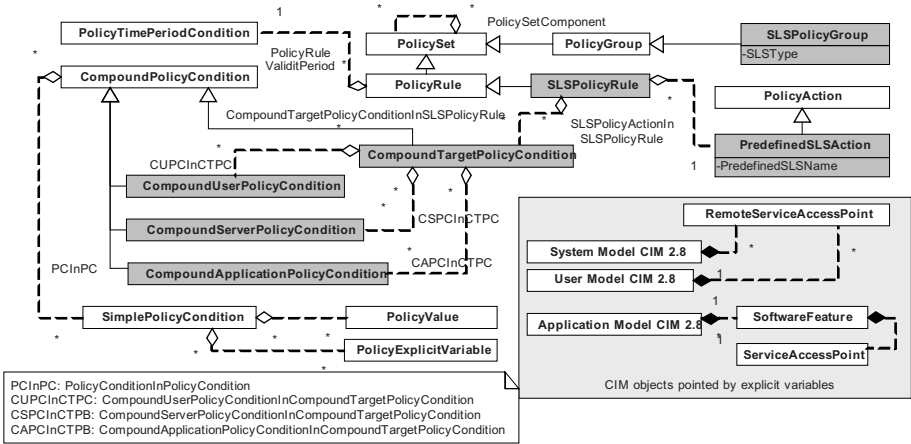 1
*
*
PolicySetComponent
SLSPolicyGroup
-SLSType
PolicyTimePeriodCondition
PolicySet
PolicyGroup
*
PolicyRule
ValiditPeriod
*
CompoundPolicyCondition
PolicyRule
SLSPolicyRule
*
PolicyAction
CompoundTargetPolicyConditionInSLSPolicyRule
*
*
*
SLSPolicyActionIn
SLSPolicyRule
PredefinedSLSAction
-PredefinedSLSName
1
*
CompoundTargetPolicyCondition
CUPCInCTPC
*
CompoundUserPolicyCondition
*
*
*
CSPCInCTPC
CompoundServerPolicyCondition
*
CAPCInCTPC
PCInPC
CompoundApplicationPolicyCondition
RemoteServiceAccessPoint
System Model CIM 2.8
*
*
User Model CIM 2.8
1
1
Application Model CIM 2.8
SoftwareFeature
*
1
ServiceAccessPoint
CIM objects pointed by explicit variables
SimplePolicyCondition
PolicyValue
*
*
*
PolicyExplicitVariable
*
*
PCInPC: PolicyConditionInPolicyCondition
CUPCInCTPC: CompoundUserPolicyConditionInCompoundTargetPolicyCondition
CSPCInCTPB: CompoundServerPolicyConditionInCompoundTargetPolicyCondition
CAPCInCTPB: CompoundApplicationPolicyConditionInCompoundTargetPolicyCondition